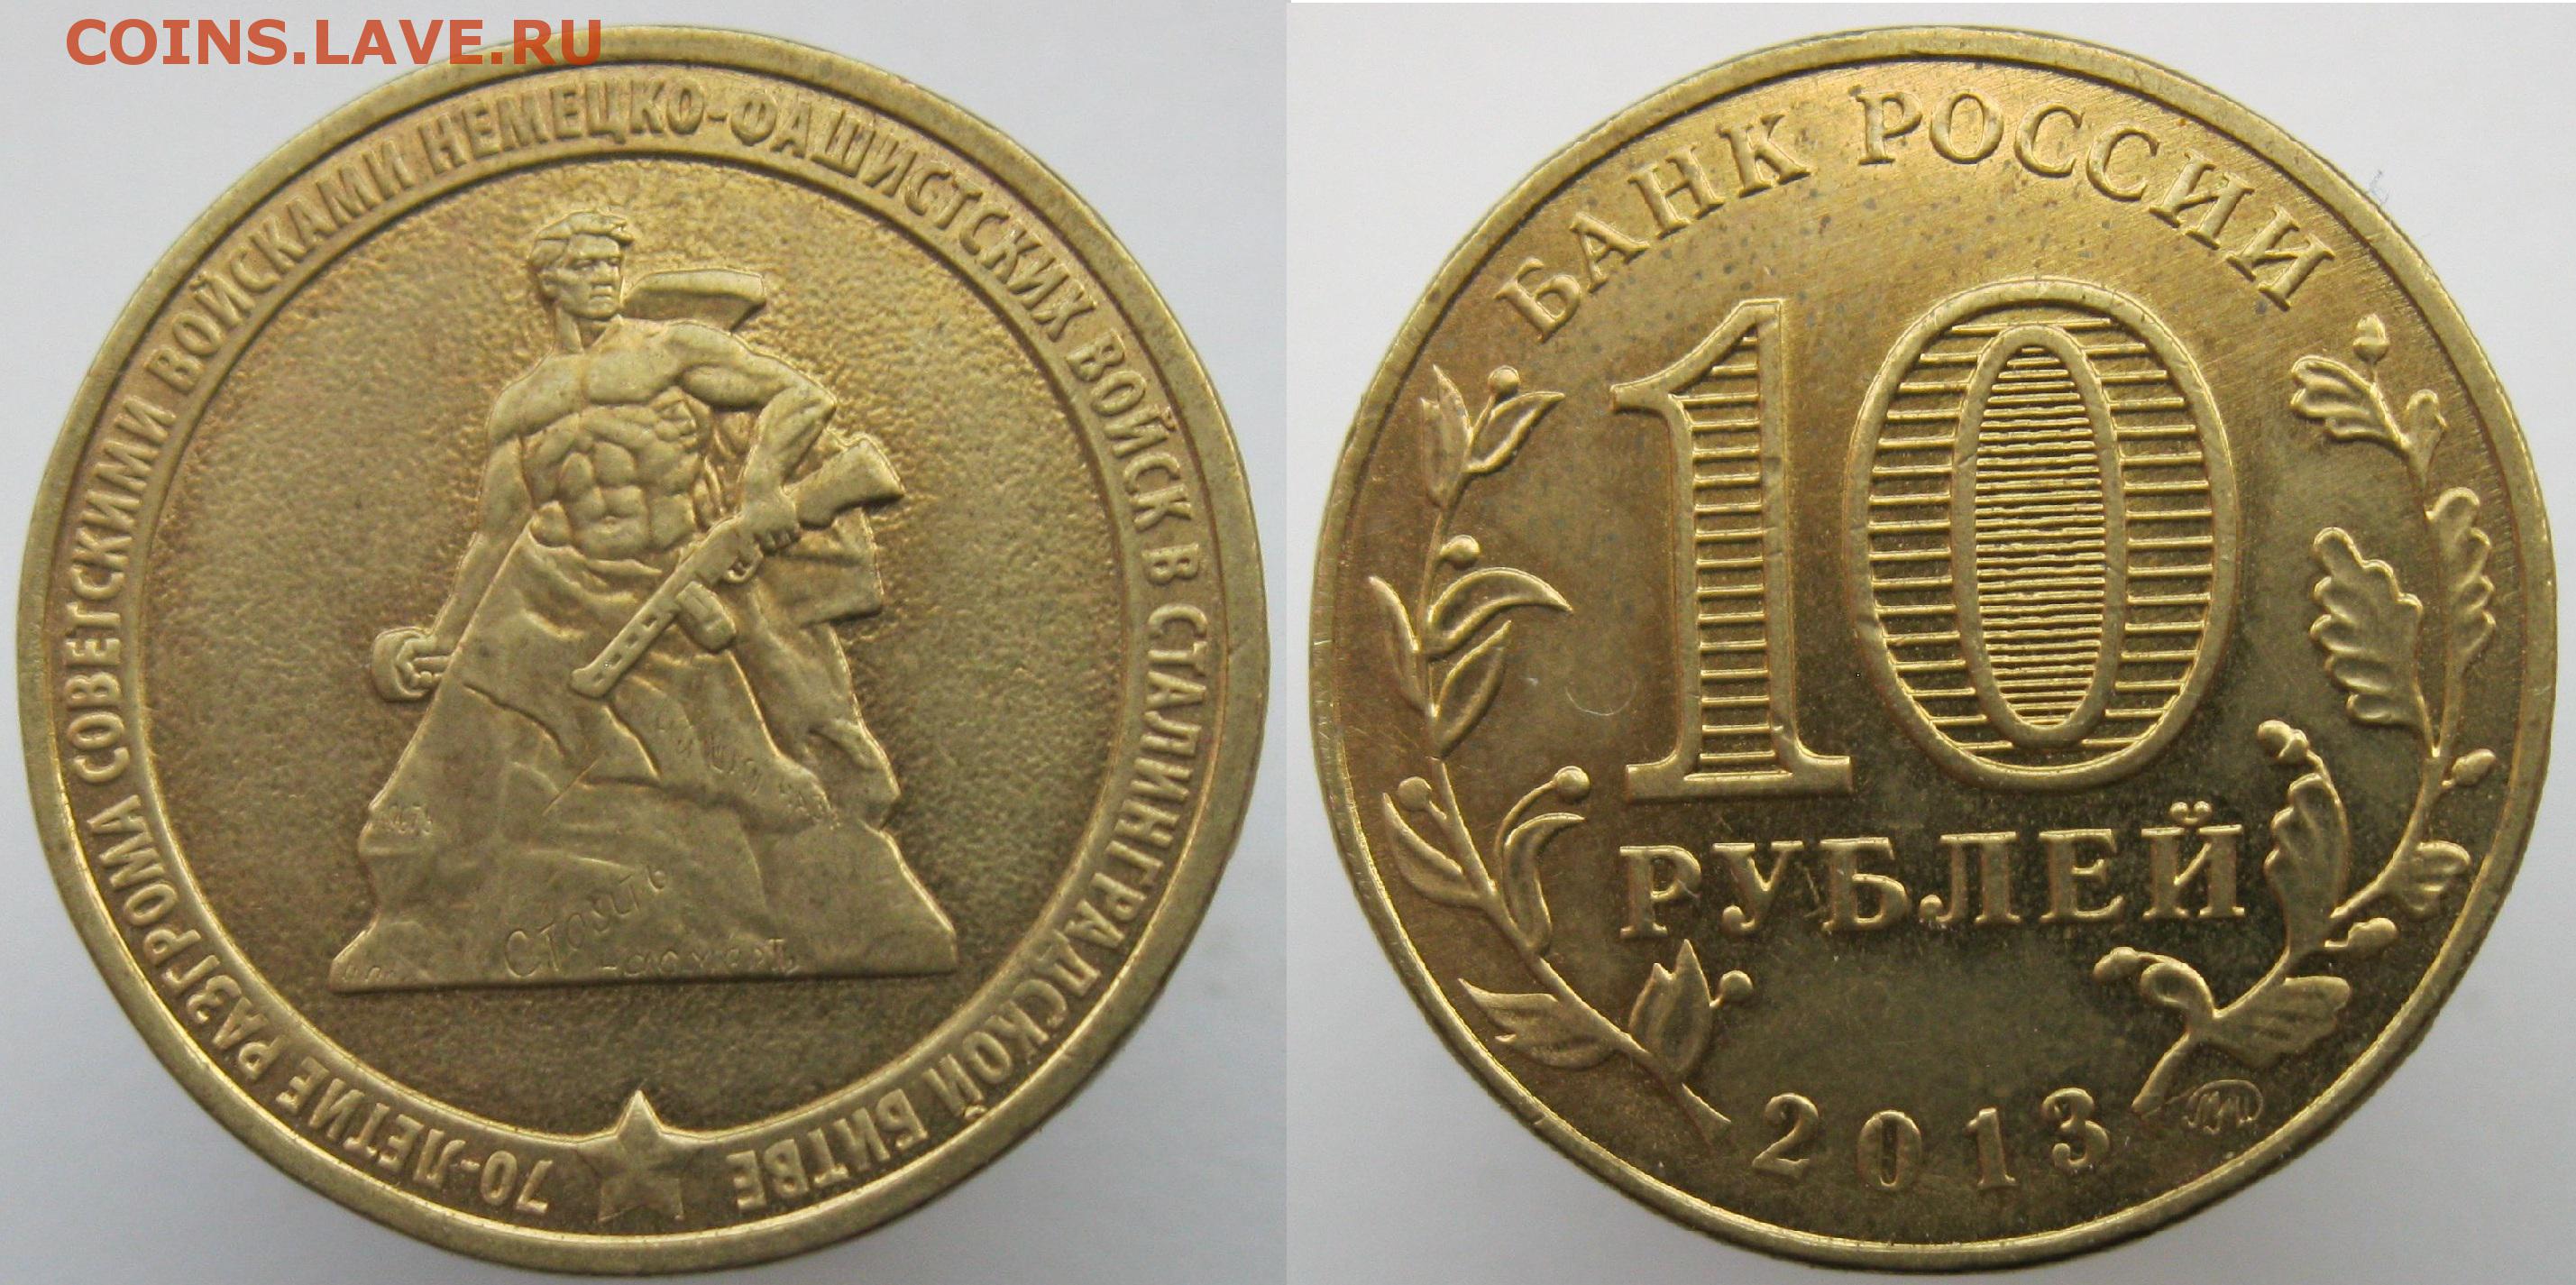 COINS.LAVE.RU
70-ЛЕТИЕ РАЗГРОМА СОВЕТСКИМИ ВОЙСКАМИ НЕМЕЦКО-ФАШИСТСКИХ ВОЙСК В СТАЛИНГРАДСКОЙ БИТВЕ
Стоять
БАНК РОССИИ
10
РУБЛЕЙ
2013